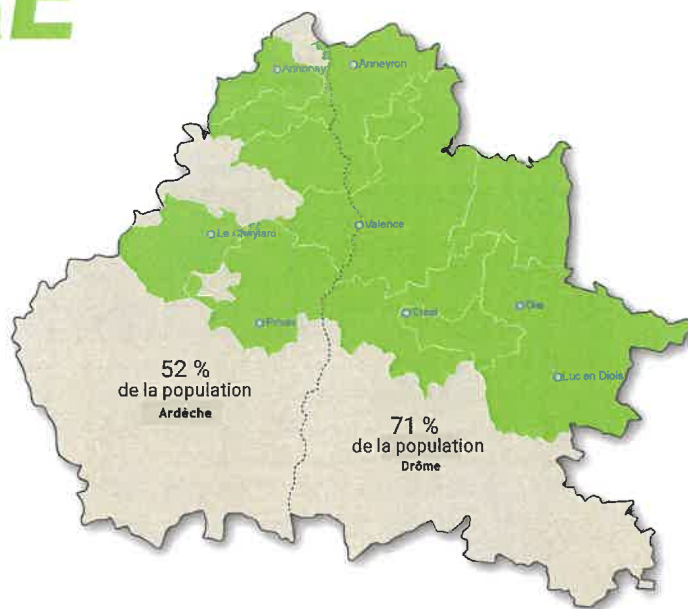 Annonay
Anneyron
Valence
Le Cheylard
Privas
Crest
Die
Luc en Diois
52 %
de la population
Ardèche
71 %
de la population
Drôme